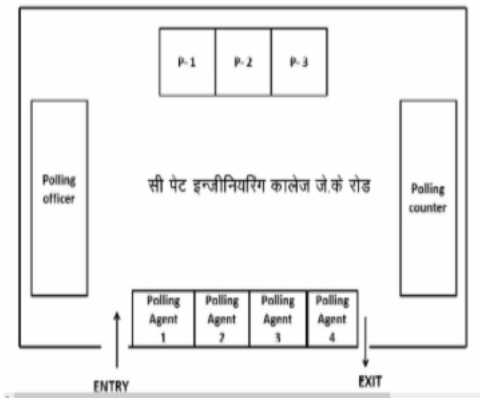 P-1 P-2 P-3
Polling
officer
सी पेट इन्जीनियरिंग कालेज जे.के रोड
Polling
counter
Polling
Agent
1
Polling
Agent
2
Polling
Agent
3
Polling
Agent
4
ENTRY
EXIT